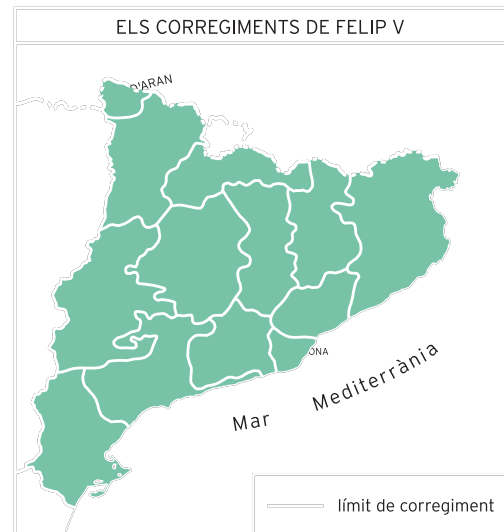 ELS CORREGIMENTS DE FELIP V
D'ARAN
ONA
Mar Mediterrània
límit de corregiment